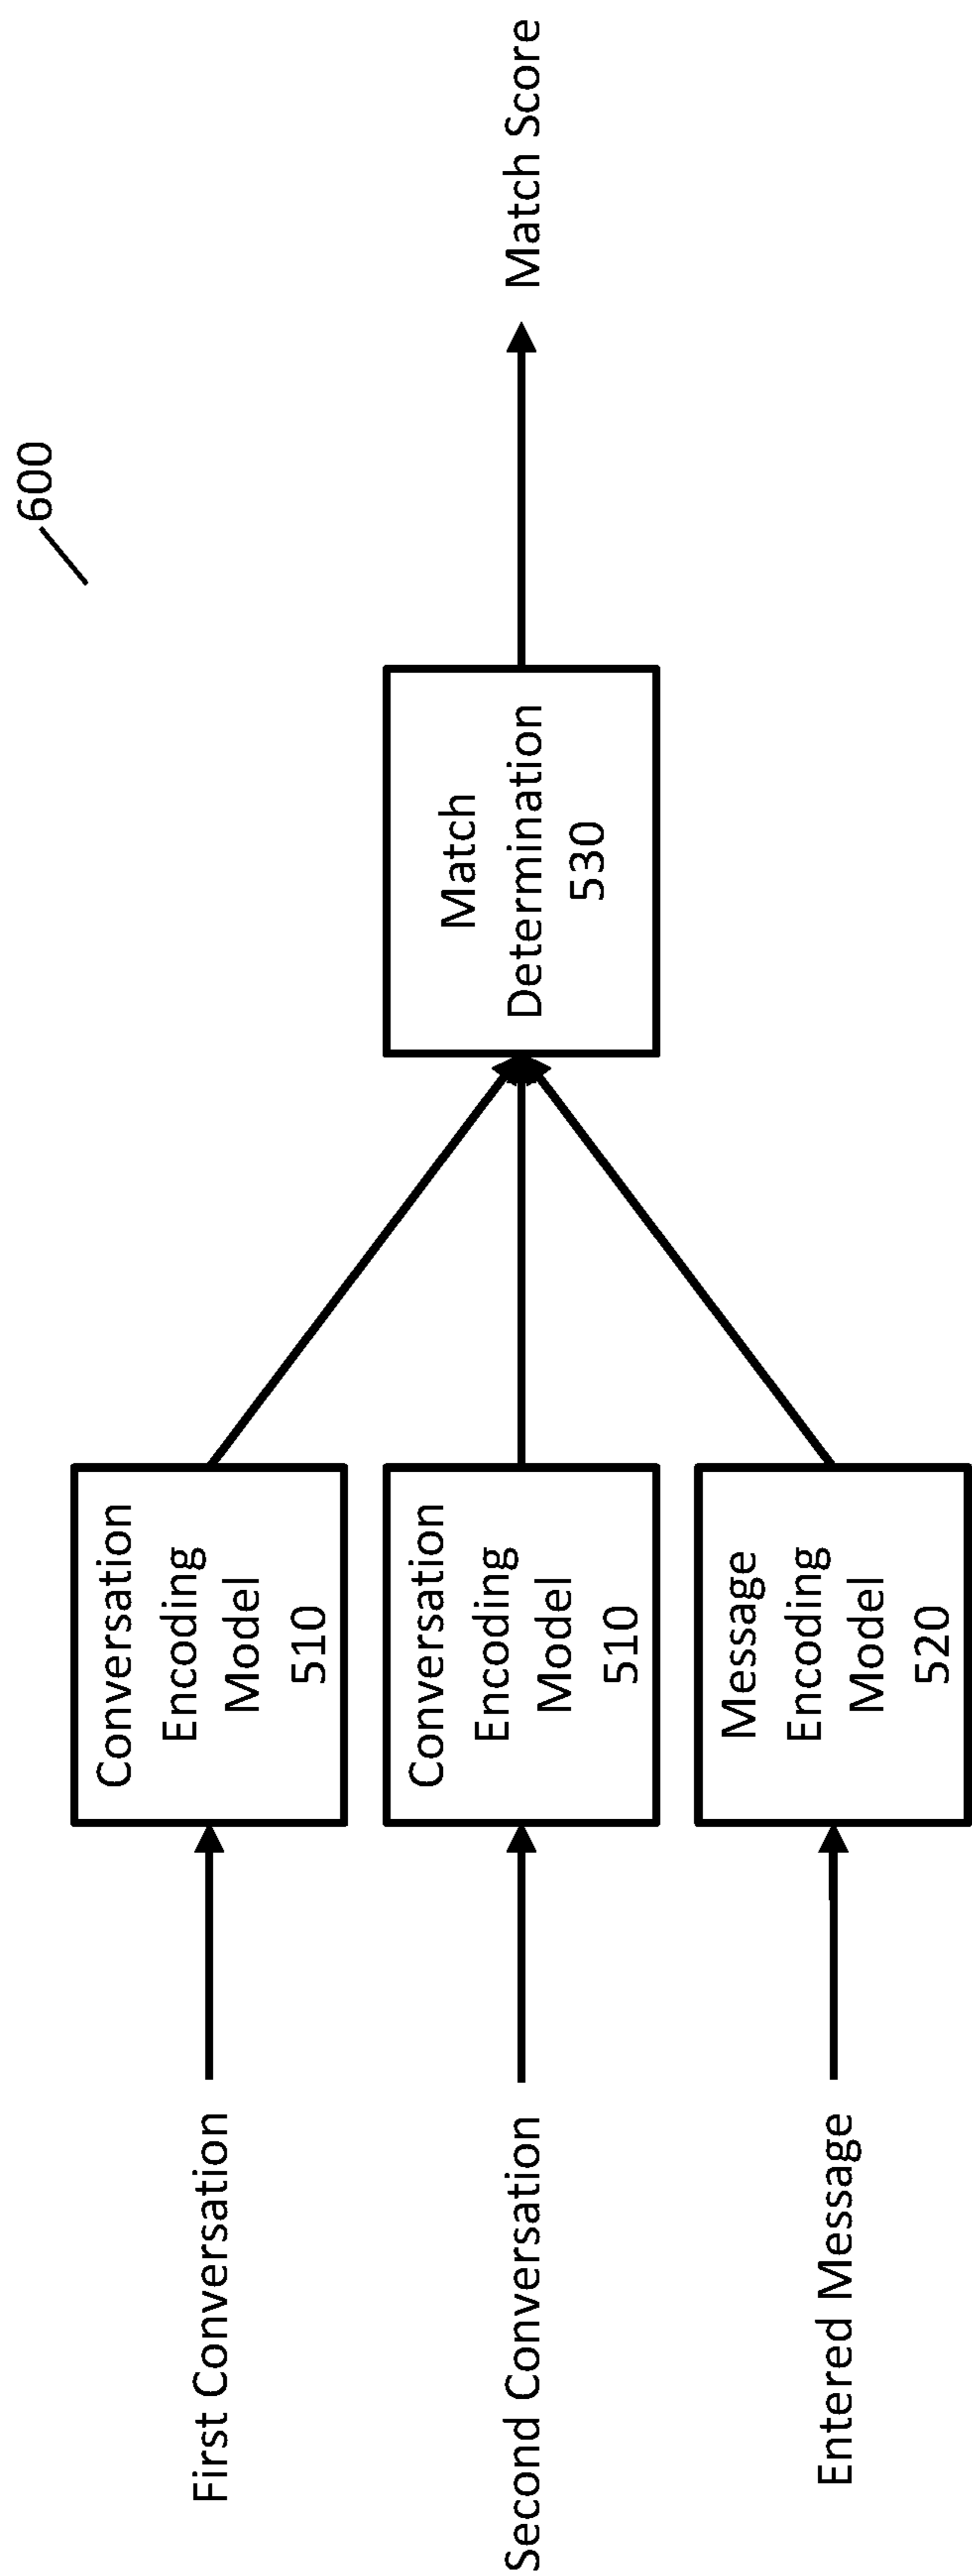 600
First Conversation
Conversation
Encoding
Model
510
Second Conversation
Conversation
Encoding
Model
510
Entered Message
Message
Encoding
Model
520
Match
Determination
530
Match Score